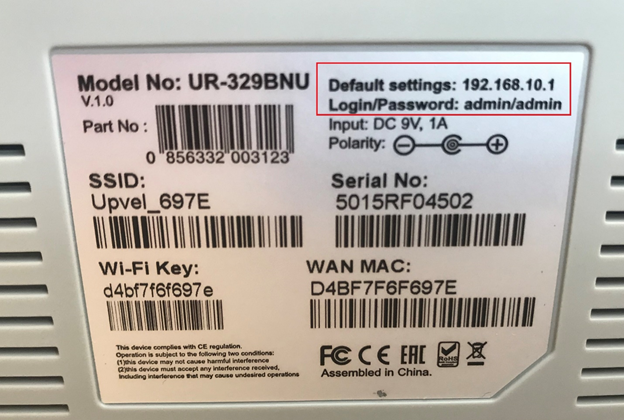 Model No: UR-329BNU
V.1.0
Default settings: 192.168.10.1
Login/Password: admin/admin
Part No :
0 856332 003123
Input: DC 9V, 1A
Polarity:
SSID:
Upvel_697E
Serial No:
5015RF04502
Wi-Fi Key:
d4bf7f6f697e
WAN MAC:
D4BF7F6F697E
This device complies with CE regulation.
Operation is subject to the following two conditions:
(1)this device may not cause harmful interference
(2)this device must accept any interference received,
Including interference that may cause undesired operations
FC CE EAC RoHS
Assembled in China.